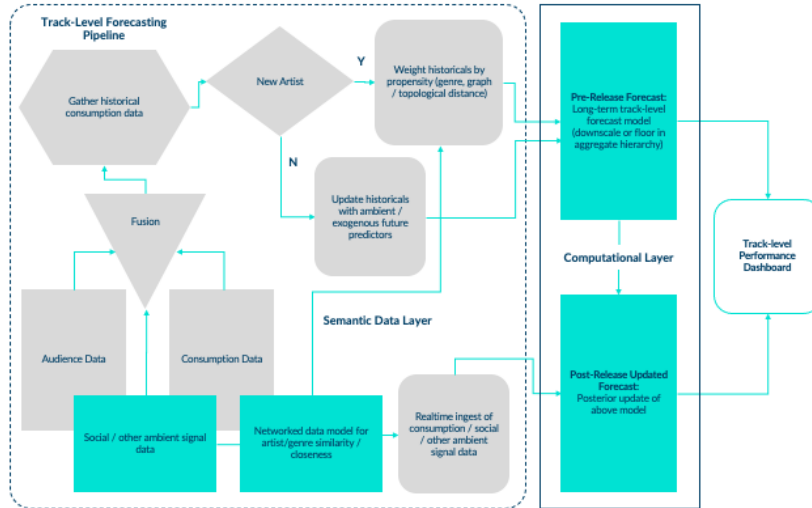 Track-Level Forecasting
Pipeline
Gather historical
consumption data
New Artist
Y
Weight historicals by
propensity (genre, graph
/ topological distance)
N
Update historicals
with ambient /
exogenous future
predictors
Pre-Release Forecast:
Long-term track-level
forecast model
(downscale or floor in
aggregate hierarchy)
Fusion
Computational Layer
Track-level
Performance
Dashboard
Semantic Data Layer
Audience Data
Consumption Data
Social / other ambient signal
data
Networked data model for
artist/genre similarity /
closeness
Realtime ingest of
consumption / social
/ other ambient
signal data
Post-Release Updated
Forecast:
Posterior update of
above model